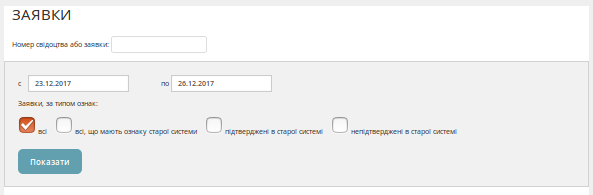 ЗАЯВКИ
Номер свідоцтва або заявки:
с 23.12.2017 по 26.12.2017
Заявки, за типом ознак:
всі всі, що мають ознаку старої системи підтверджені в старої системі непідтверджені в старої системі
Показати